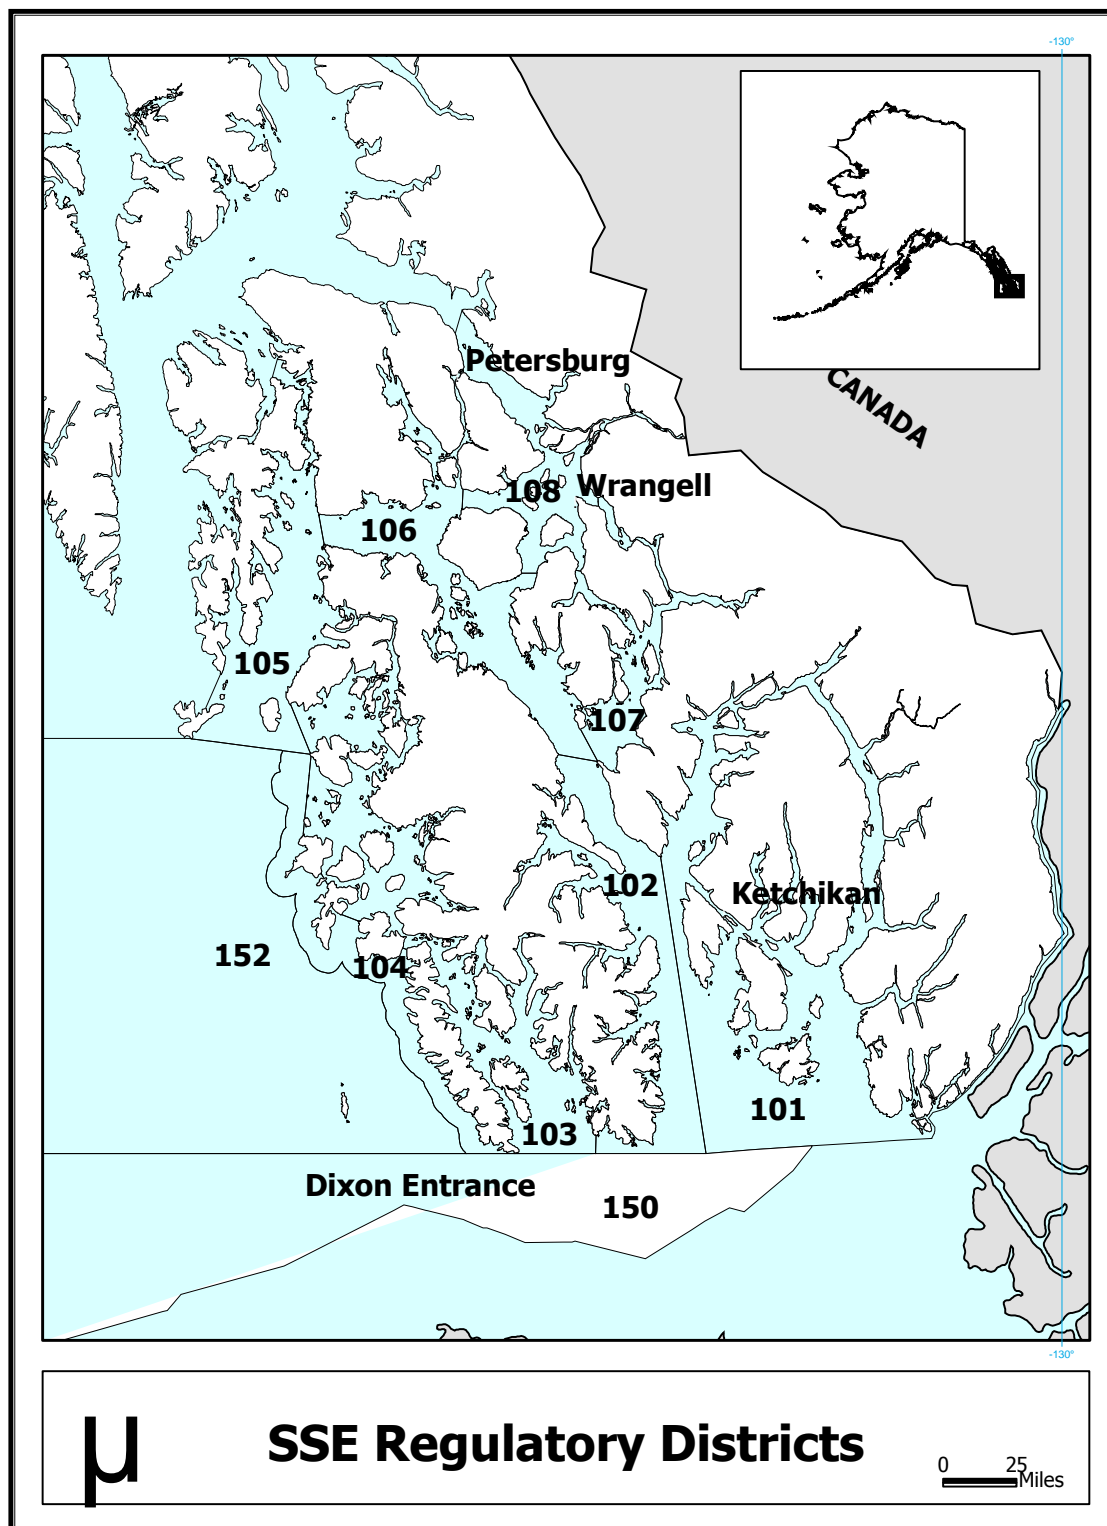 -130°
Petersburg
CANADA
108
Wrangell
106
105
107
102
Ketchikan
152
104
101
103
Dixon Entrance
150
-130°
µ
SSE Regulatory Districts
0 25
Miles